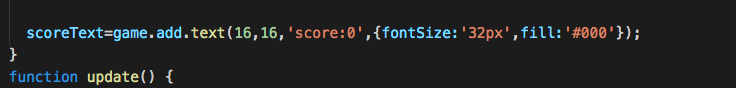 scoreText=game.add.text(16,16,'score:0',{fontSize:'32px',fill:'#000'});
}
function update() {